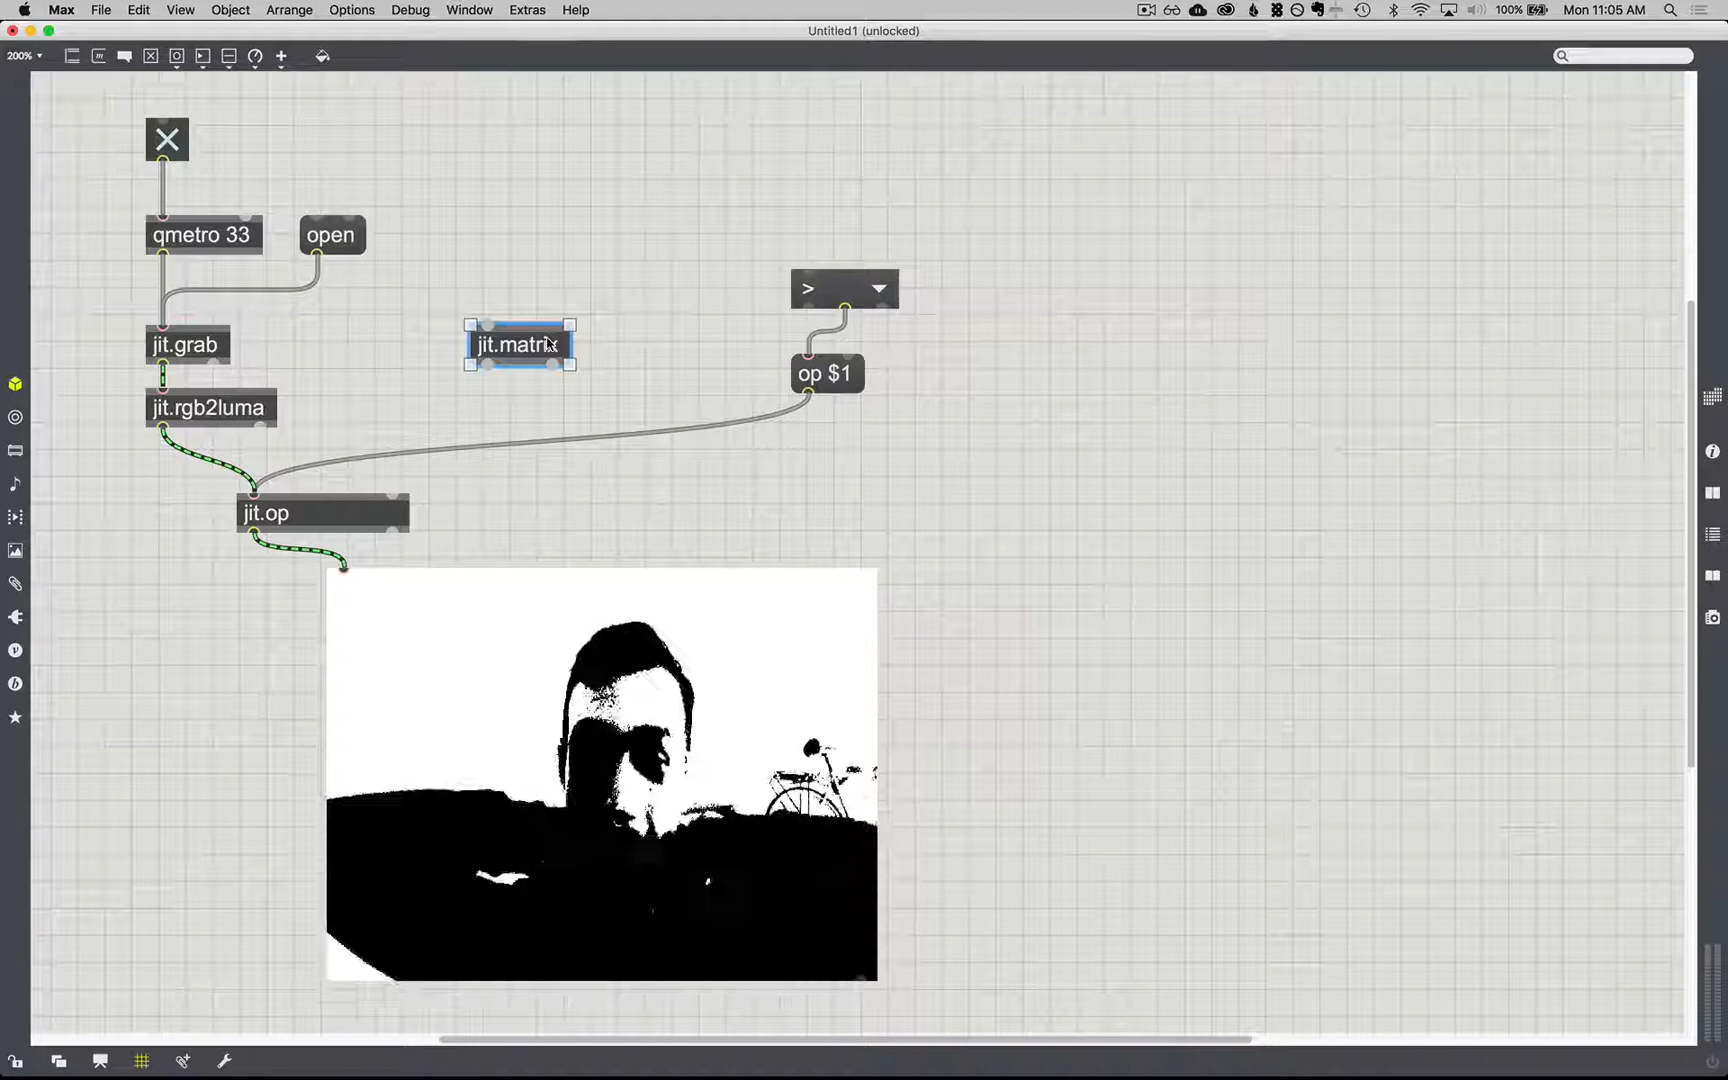 Max File Edit View Object Arrange Options Debug Window Extras Help
100% Mon 11:05 AM
Untitled1 (unlocked)
200%
qmetro 33
open
>
jit.grab
jit.matrix
op $1
jit.rgb2luma
jit.op